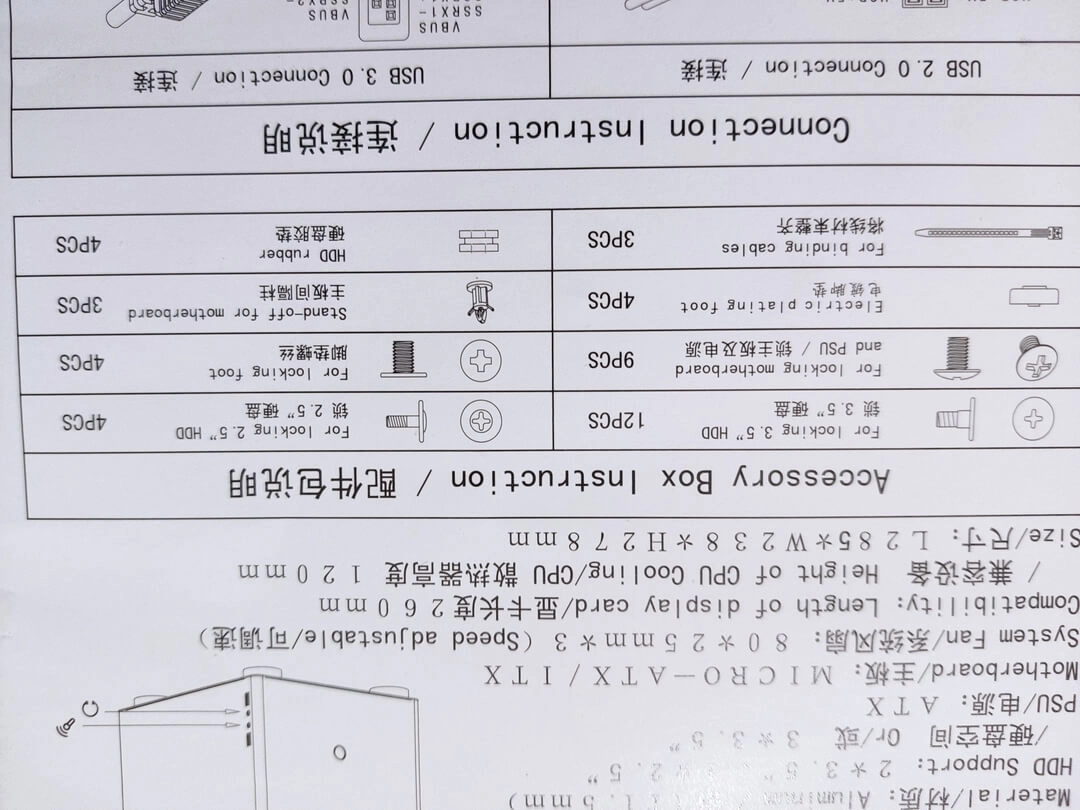 Material/材质: Aluminum 1.5mm)
HDD Support: 2*3.5" 2.5"
/硬盘空间 Or/或 3*3.5"
PSU/电源: ATX
Motherboard/主板: MICRO-ATX/ITX
System Fan/系统风扇: 80*25mm*3 (Speed adjustable/可调速)
Compatibility: Length of display card/显卡长度260mm
/ 兼容设备 Height of CPU Cooling/CPU 散热器高度 120mm
Size/尺寸: L285*W238*H278mm
Accessory Box Instruction / 配件包说明
For locking 3.5" HDD
锁 3.5" 硬盘
12PCS
For locking 2.5" HDD
锁 2.5" 硬盘
4PCS
For locking motherboard
and PSU / 锁主板及电源
9PCS
For locking foot
脚垫螺丝
4PCS
Electric plating foot
电镀脚垫
4PCS
Stand-off for motherboard
主板间隔柱
3PCS
For binding cables
将线材束整齐
3PCS
HDD rubber
硬盘胶垫
4PCS
Connection Instruction / 连接说明
USB 2.0 Connection / 连接
USB 3.0 Connection / 连接
VBUS
SSRX1-
VBUS